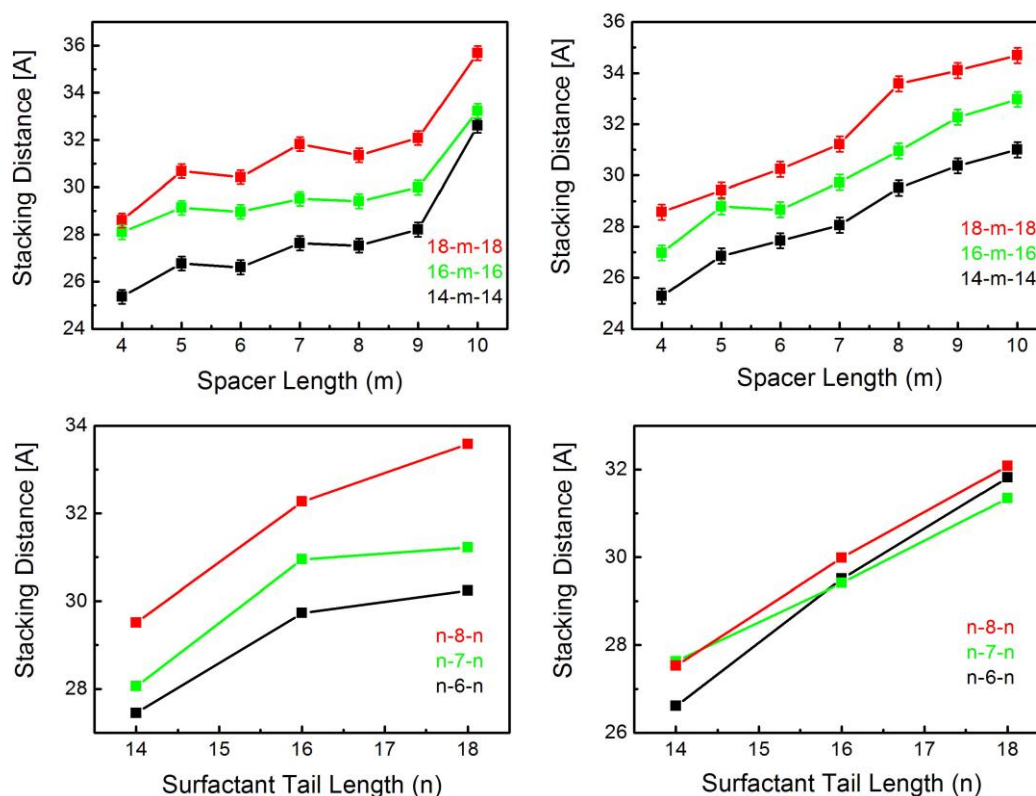 Stacking Distance [A]
36
34
32
30
28
26
24
18-m-18
16-m-16
14-m-14
4 5 6 7 8 9 10
Spacer Length (m)
Stacking Distance [A]
36
34
32
30
28
26
24
18-m-18
16-m-16
14-m-14
4 5 6 7 8 9 10
Spacer Length (m)
Stacking Distance [A]
34
32
30
28
n-8-n
n-7-n
n-6-n
14 15 16 17 18
Surfactant Tail Length (n)
Stacking Distance [A]
32
30
28
26
n-8-n
n-7-n
n-6-n
14 15 16 17 18
Surfactant Tail Length (n)